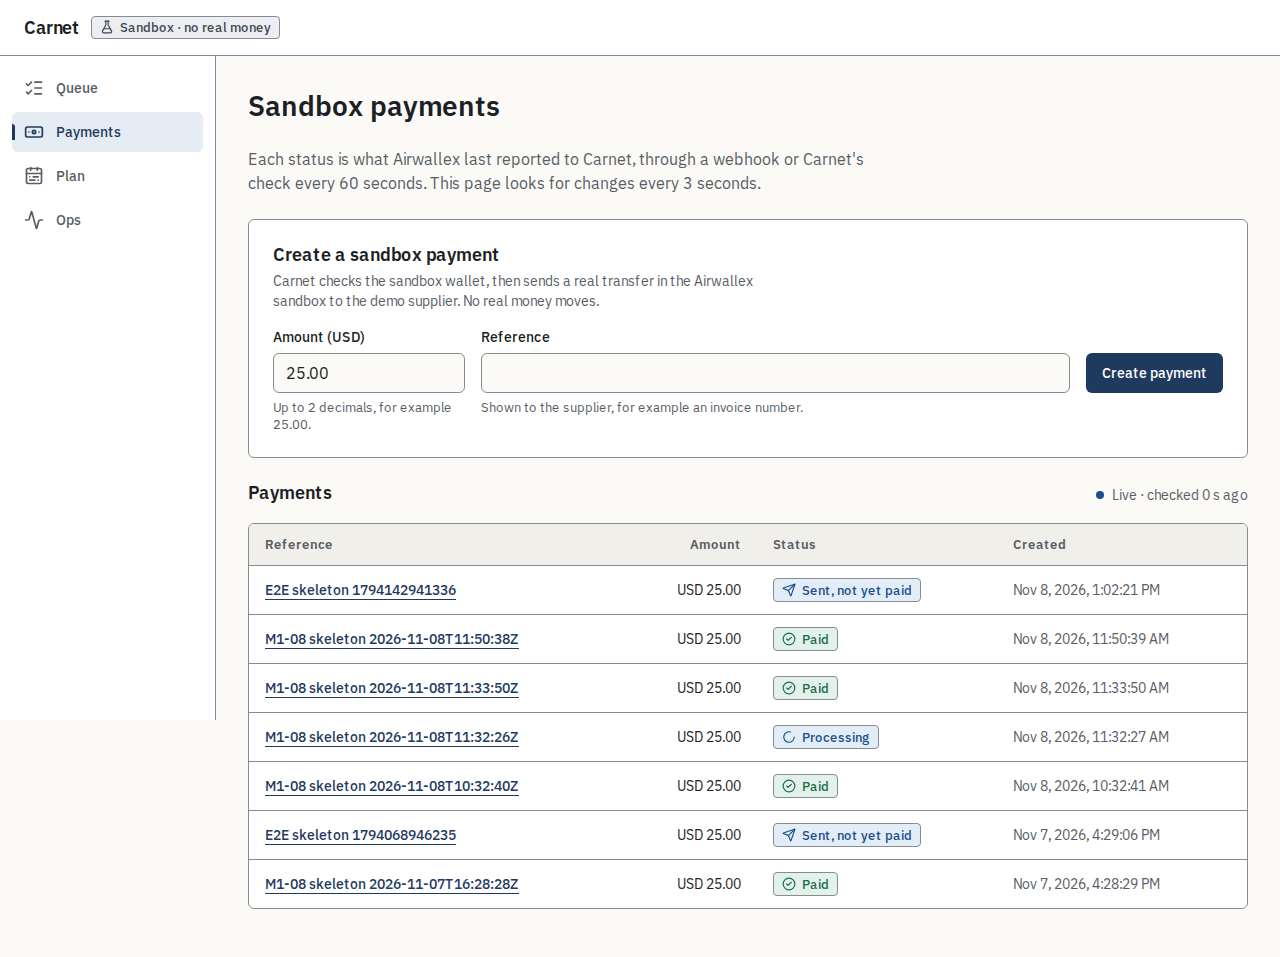 Carnet
Sandbox · no real money
Queue
Payments
Plan
Ops
Sandbox payments
Each status is what Airwallex last reported to Carnet, through a webhook or Carnet's
check every 60 seconds. This page looks for changes every 3 seconds.
Create a sandbox payment
Carnet checks the sandbox wallet, then sends a real transfer in the Airwallex
sandbox to the demo supplier. No real money moves.
Amount (USD) Reference
25.00 Create payment
Up to 2 decimals, for example Shown to the supplier, for example an invoice number.
25.00.
Payments Live · checked 0 s ago
Reference Amount Status Created
E2E skeleton 1794142941336 USD 25.00 Sent, not yet paid Nov 8, 2026, 1:02:21 PM
M1-08 skeleton 2026-11-08T11:50:38Z USD 25.00 Paid Nov 8, 2026, 11:50:39 AM
M1-08 skeleton 2026-11-08T11:33:50Z USD 25.00 Paid Nov 8, 2026, 11:33:50 AM
M1-08 skeleton 2026-11-08T11:32:26Z USD 25.00 Processing Nov 8, 2026, 11:32:27 AM
M1-08 skeleton 2026-11-08T10:32:40Z USD 25.00 Paid Nov 8, 2026, 10:32:41 AM
E2E skeleton 1794068946235 USD 25.00 Sent, not yet paid Nov 7, 2026, 4:29:06 PM
M1-08 skeleton 2026-11-07T16:28:28Z USD 25.00 Paid Nov 7, 2026, 4:28:29 PM